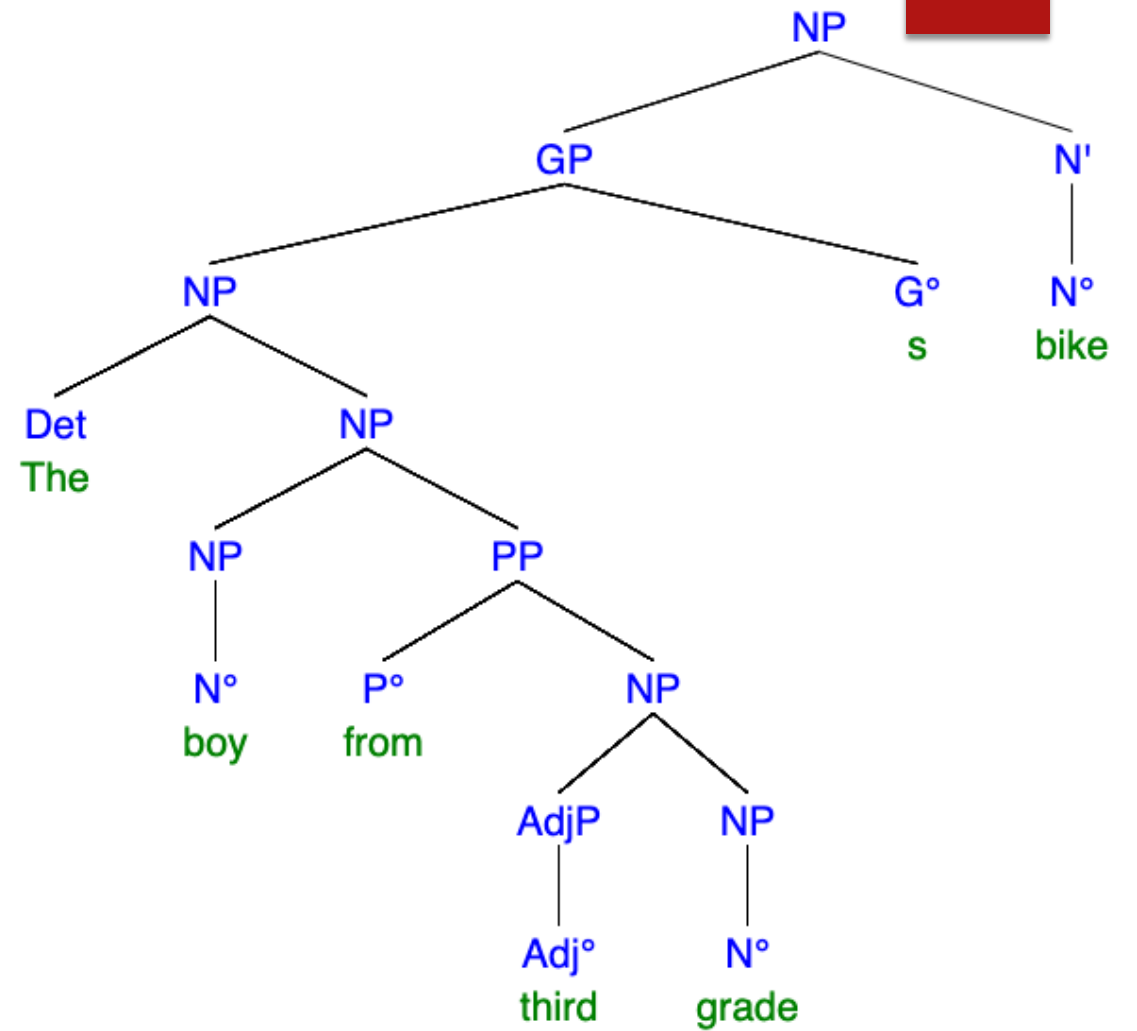 NP
GP N'
NP G° N°
s bike
Det NP
The
NP PP
N° P° NP
boy from
AdjP NP
Adj° N°
third grade